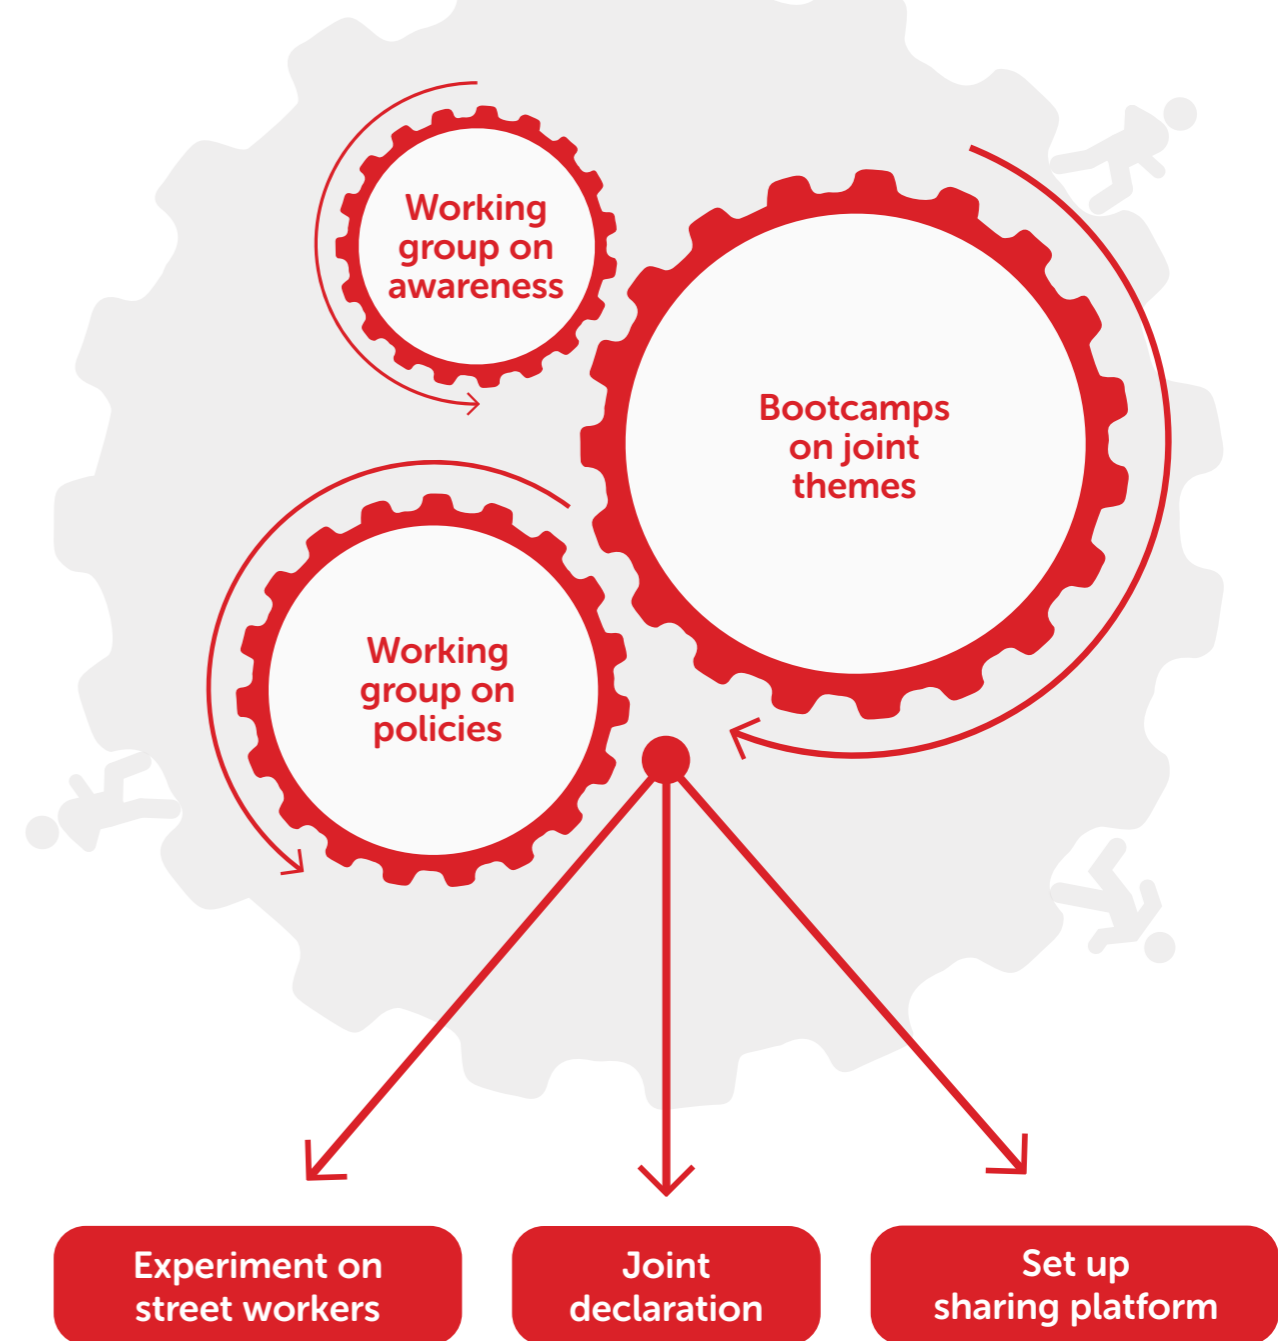 Working
group on
awareness
Bootcamps
on joint
themes
Working
group on
policies
Experiment on
street workers
Joint
declaration
Set up
sharing platform